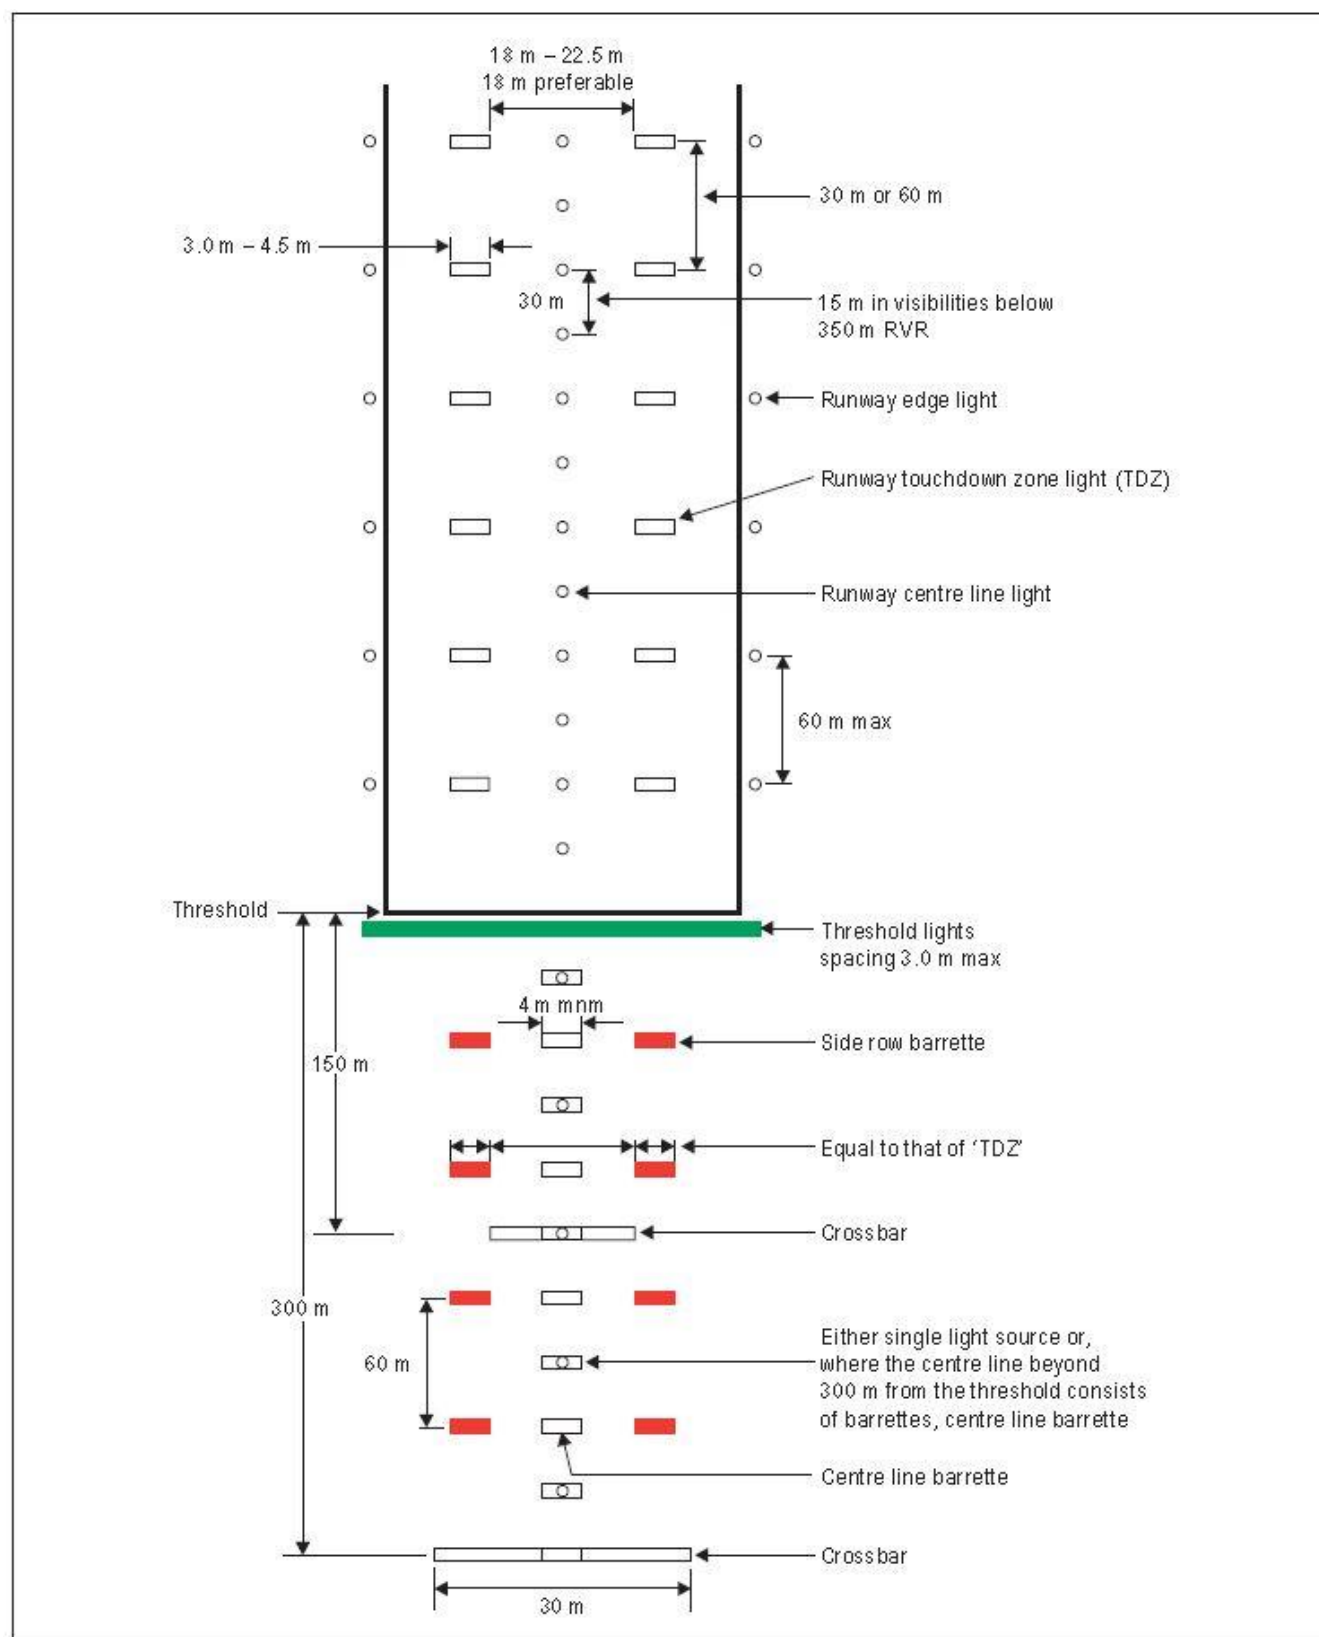 18 m – 22.5 m
18 m preferable
30 m or 60 m
3.0 m – 4.5 m
30 m
15 m in visibilities below
350 m RVR
Runway edge light
Runway touchdown zone light (TDZ)
Runway centre line light
60 m max
Threshold
Threshold lights
spacing 3.0 m max
4 m mnm
Side row barrette
150 m
Equal to that of ‘TDZ’
Crossbar
300 m
60 m
Either single light source or,
where the centre line beyond
300 m from the threshold consists
of barrettes, centre line barrette
Centre line barrette
Crossbar
30 m